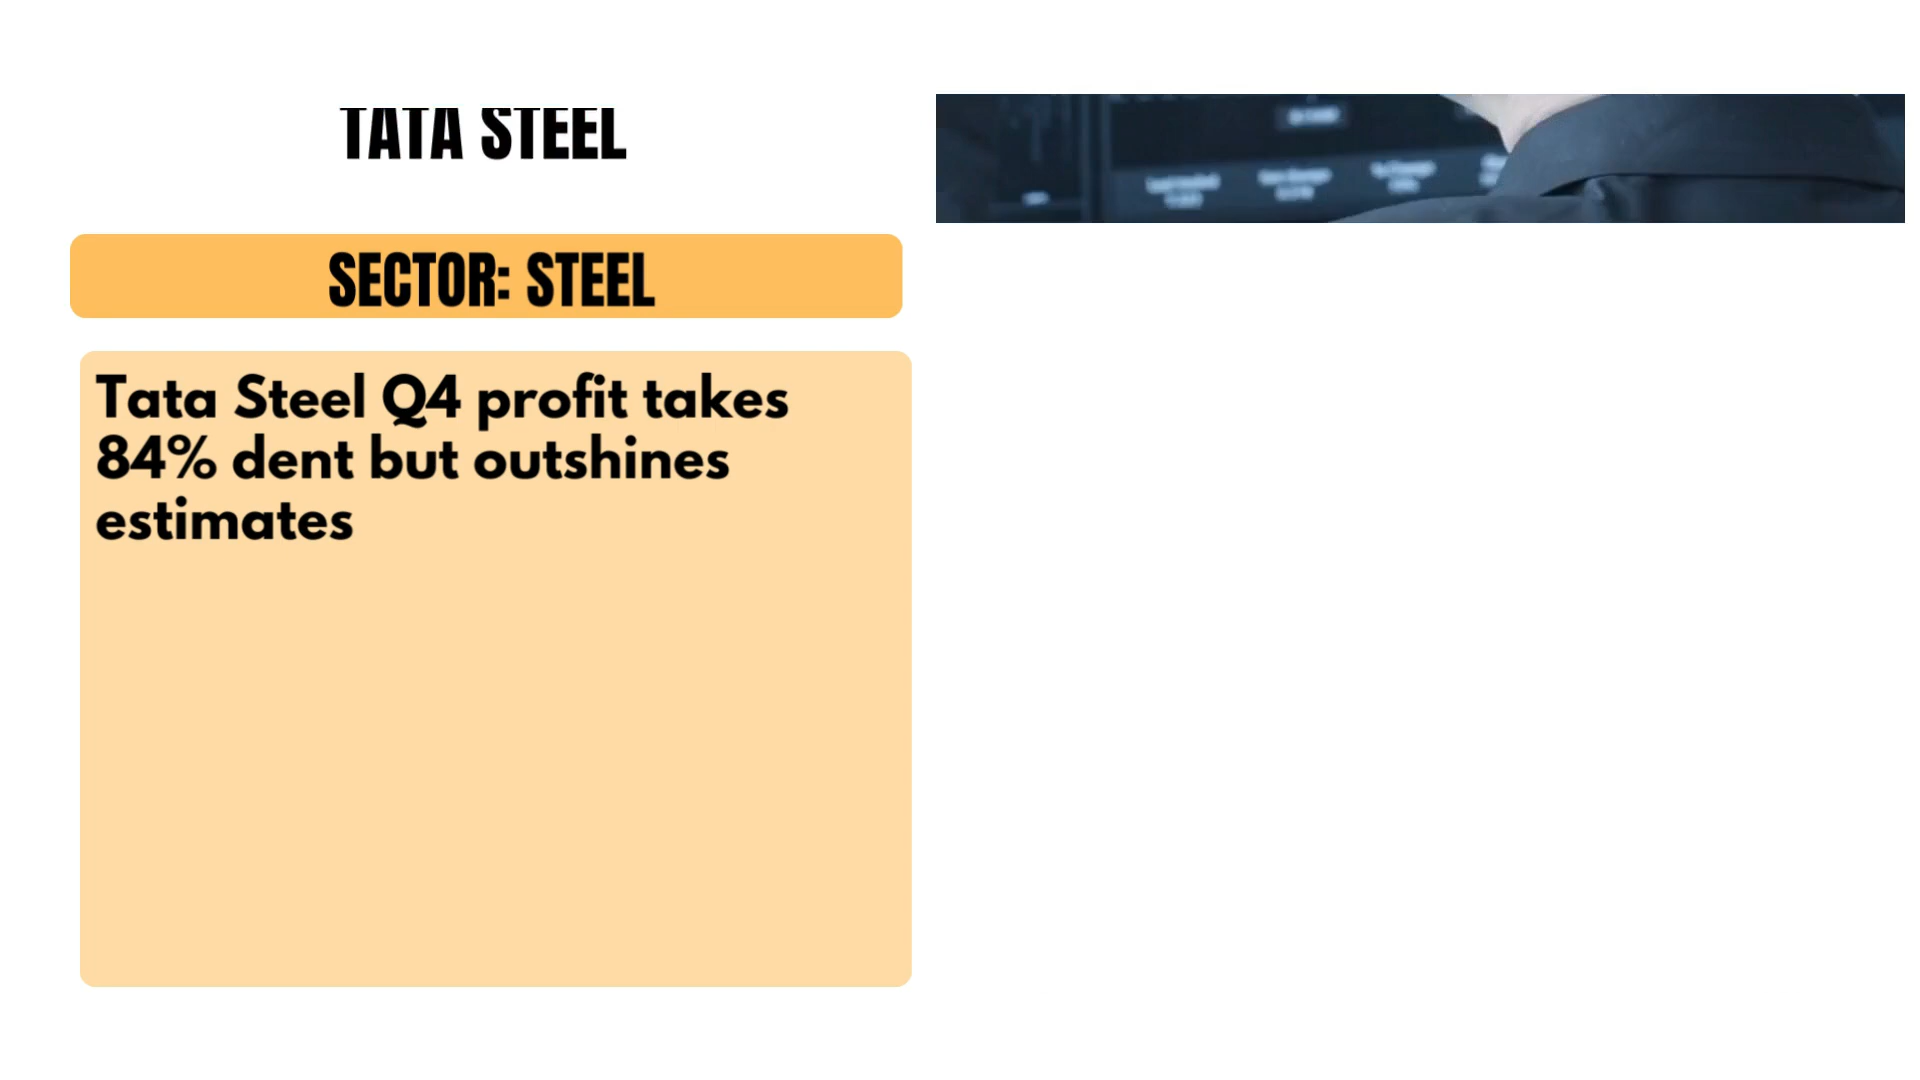 TATA STEEL
SECTOR: STEEL
Tata Steel Q4 profit takes
84% dent but outshines
estimates